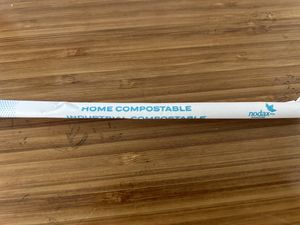 HOME COMPOSTABLE
INDUSTRIAL COMPOSTABLE
nodax